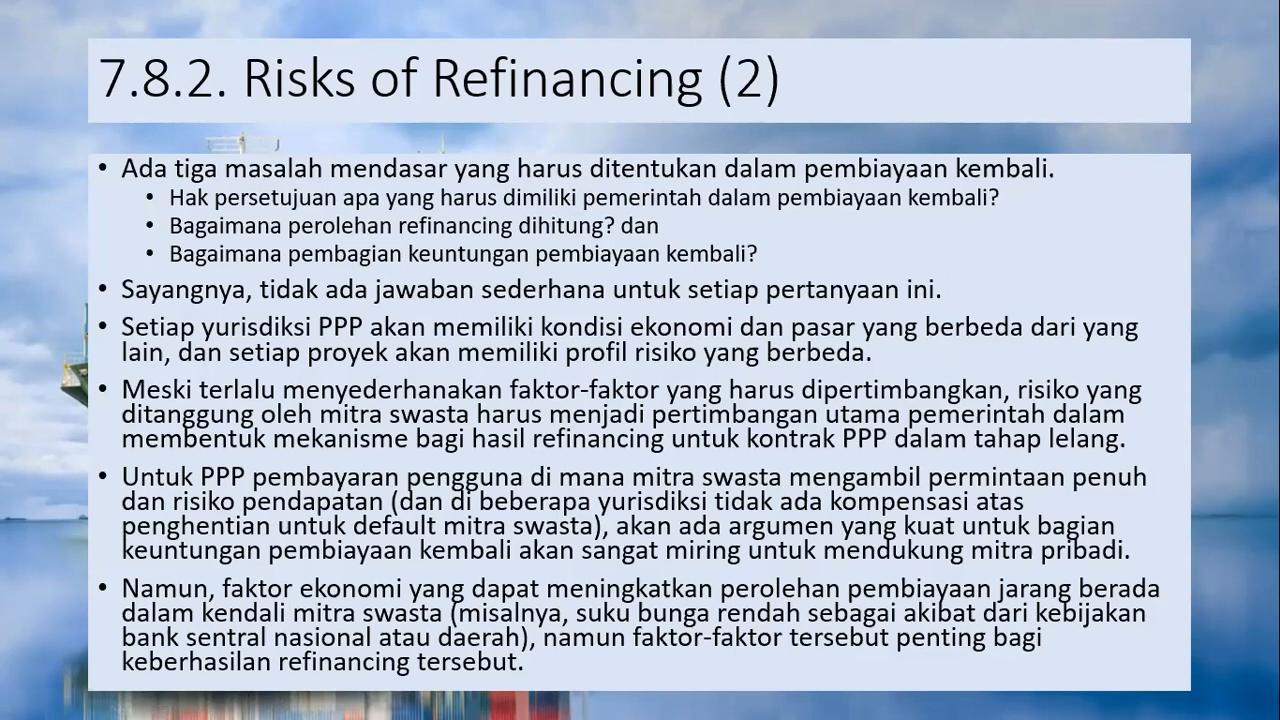 7.8.2. Risks of Refinancing (2)
• Ada tiga masalah mendasar yang harus ditentukan dalam pembiayaan kembali.
• Hak persetujuan apa yang harus dimiliki pemerintah dalam pembiayaan kembali?
• Bagaimana perolehan refinancing dihitung? dan
• Bagaimana pembagian keuntungan pembiayaan kembali?
• Sayangnya, tidak ada jawaban sederhana untuk setiap pertanyaan ini.
• Setiap yurisdiksi PPP akan memiliki kondisi ekonomi dan pasar yang berbeda dari yang
lain, dan setiap proyek akan memiliki profil risiko yang berbeda.
• Meski terlalu menyederhanakan faktor-faktor yang harus dipertimbangkan, risiko yang
ditanggung oleh mitra swasta harus menjadi pertimbangan utama pemerintah dalam
membentuk mekanisme bagi hasil refinancing untuk kontrak PPP dalam tahap lelang.
• Untuk PPP pembayaran pengguna di mana mitra swasta mengambil permintaan penuh
dan risiko pendapatan (dan di beberapa yurisdiksi tidak ada kompensasi atas
penghentian untuk default mitra swasta), akan ada argumen yang kuat untuk bagian
keuntungan pembiayaan kembali akan sangat miring untuk mendukung mitra pribadi.
• Namun, faktor ekonomi yang dapat meningkatkan perolehan pembiayaan jarang berada
dalam kendali mitra swasta (misalnya, suku bunga rendah sebagai akibat dari kebijakan
bank sentral nasional atau daerah), namun faktor-faktor tersebut penting bagi
keberhasilan refinancing tersebut.